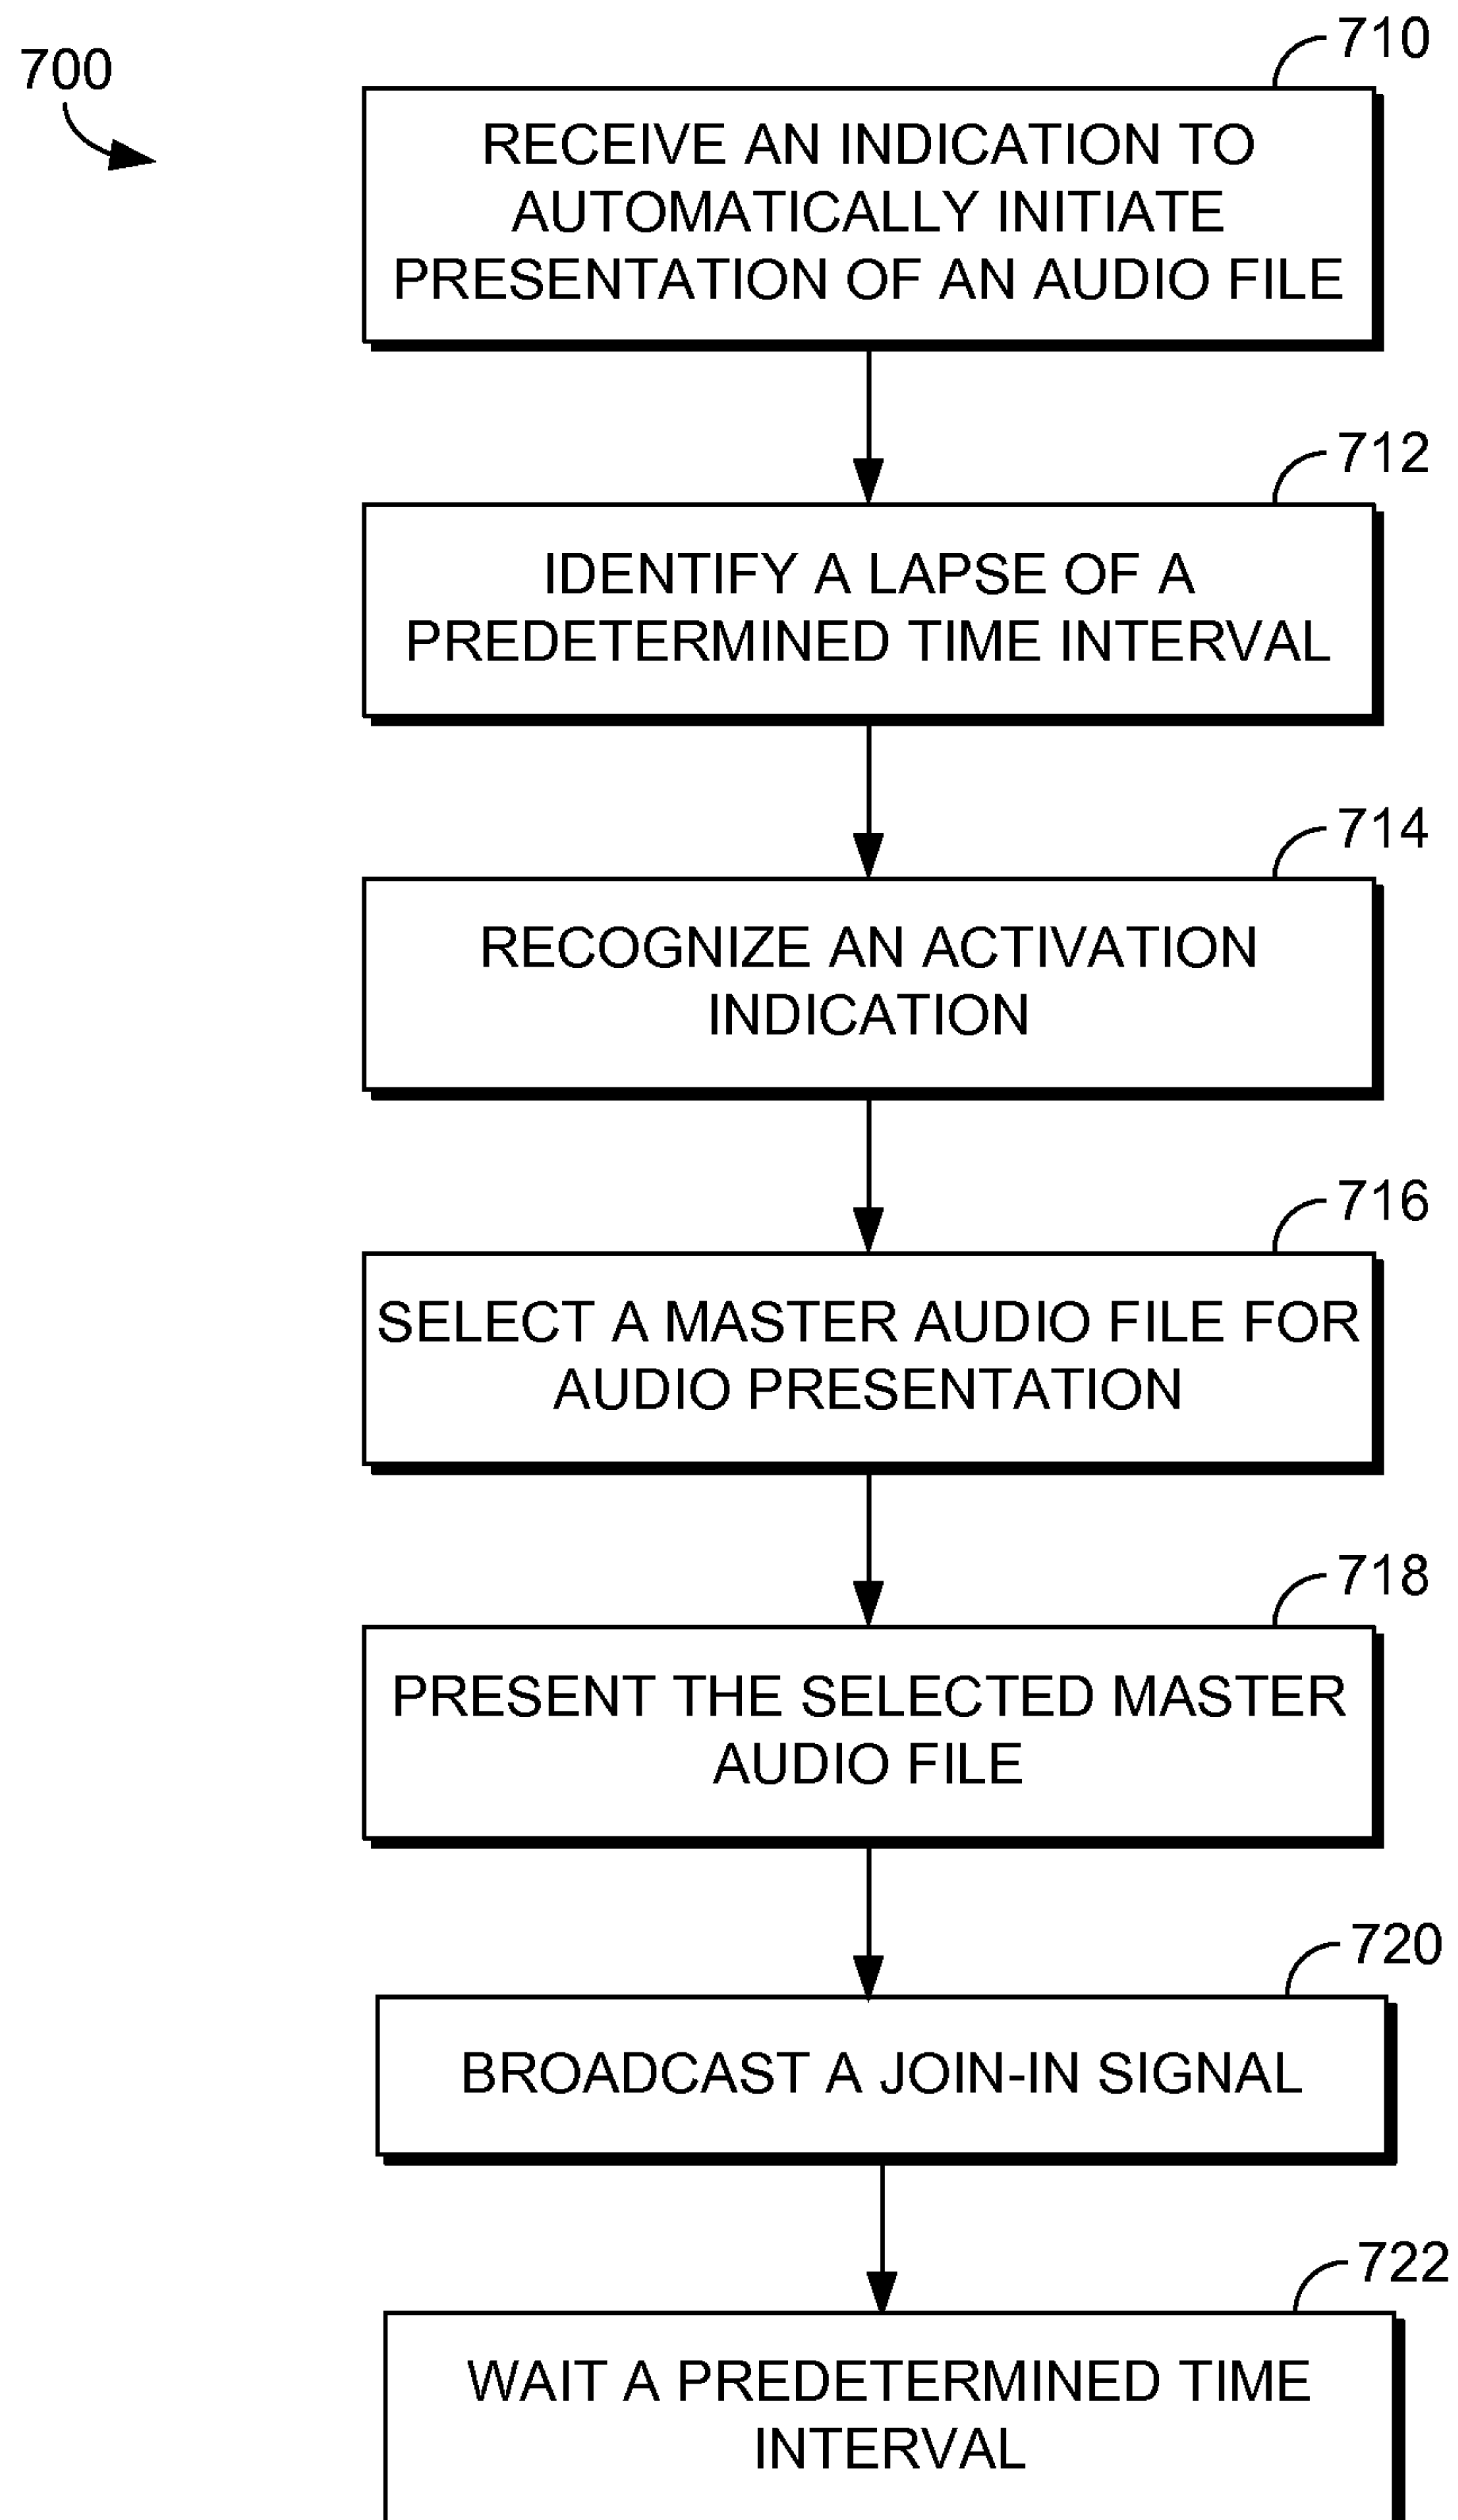 700
710
RECEIVE AN INDICATION TO
AUTOMATICALLY INITIATE
PRESENTATION OF AN AUDIO FILE
712
IDENTIFY A LAPSE OF A
PREDETERMINED TIME INTERVAL
714
RECOGNIZE AN ACTIVATION
INDICATION
716
SELECT A MASTER AUDIO FILE FOR
AUDIO PRESENTATION
718
PRESENT THE SELECTED MASTER
AUDIO FILE
720
BROADCAST A JOIN-IN SIGNAL
722
WAIT A PREDETERMINED TIME
INTERVAL